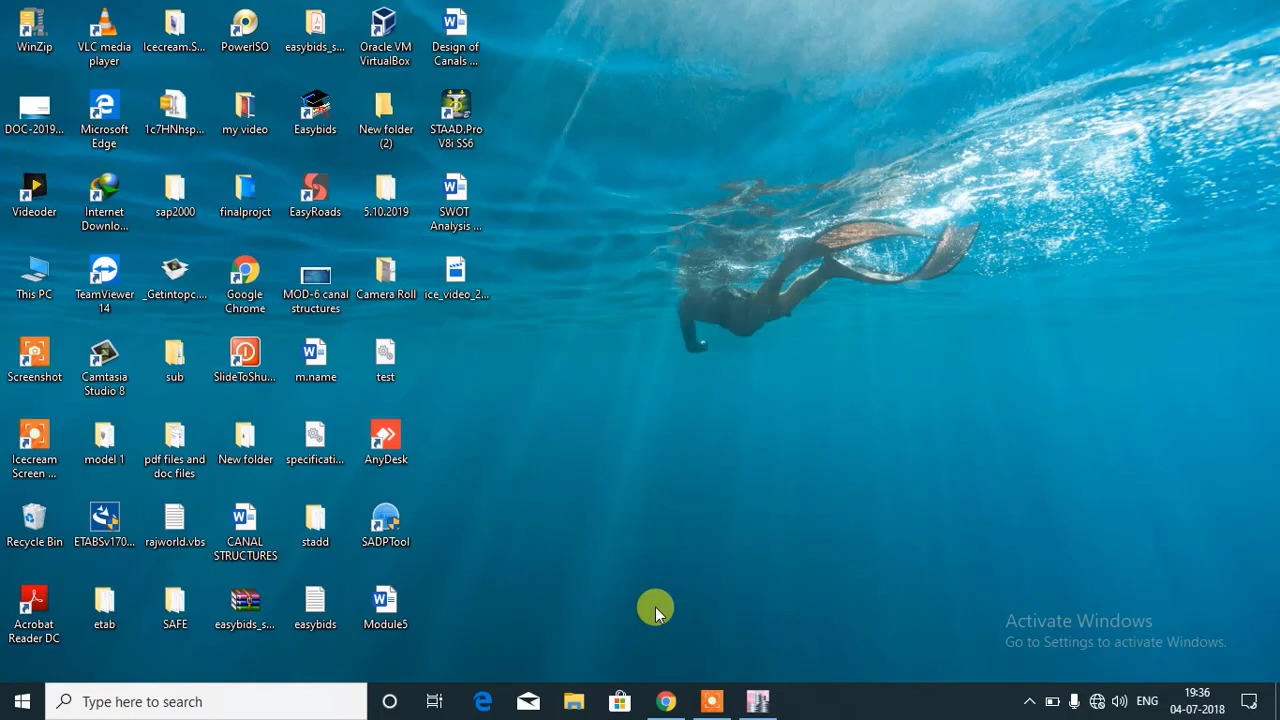 WinZip
VLC media
player
Icecream.S...
PowerISO
easybids_s...
Oracle VM
VirtualBox
Design of
Canals ...
DOC-2019...
Microsoft
Edge
1c7HNhsp...
my video
Easybids
New folder
(2)
STAAD.Pro
V8i SS6
Videoder
Internet
Downlo...
sap2000
finalprojct
EasyRoads
5.10.2019
SWOT
Analysis ...
This PC
TeamViewer
14
_Getintopc....
Google
Chrome
MOD-6 canal
structures
Camera Roll
ice_video_2...
Screenshot
Camtasia
Studio 8
sub
SlideToShu...
m.name
test
Icecream
Screen ...
model 1
pdf files and
doc files
New folder
specificati...
AnyDesk
Recycle Bin
ETABSv170...
rajworld.vbs
CANAL
STRUCTURES
stadd
SADPTool
Acrobat
Reader DC
etab
SAFE
easybids_s...
easybids
Module5
Activate Windows
Go to Settings to activate Windows.
Type here to search
ENG
19:36
04-07-2018